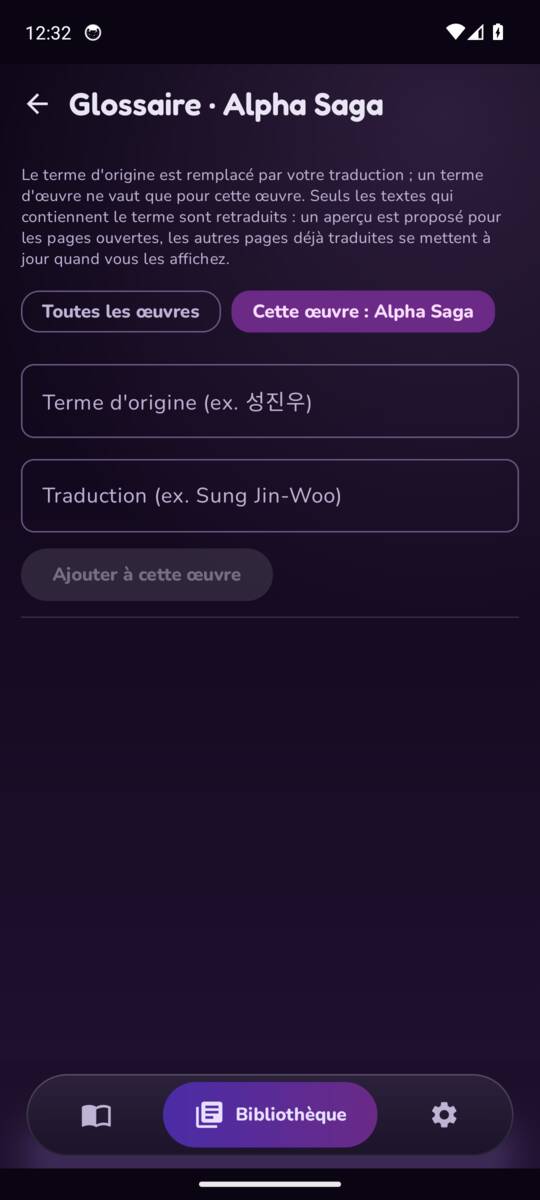 12:32
Glossaire · Alpha Saga
Le terme d'origine est remplacé par votre traduction ; un terme
d'œuvre ne vaut que pour cette œuvre. Seuls les textes qui
contiennent le terme sont retraduits : un aperçu est proposé pour
les pages ouvertes, les autres pages déjà traduites se mettent à
jour quand vous les affichez.
Toutes les œuvres
Cette œuvre : Alpha Saga
Terme d'origine (ex. 성진우)
Traduction (ex. Sung Jin-Woo)
Ajouter à cette œuvre
Bibliothèque